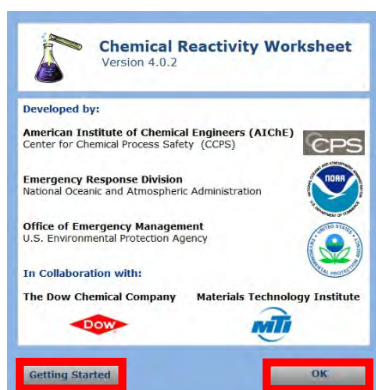 Chemical Reactivity Worksheet
Version 4.0.2
Developed by:
American Institute of Chemical Engineers (AIChE)
Center for Chemical Process Safety (CCPS)
CPS
Emergency Response Division
National Oceanic and Atmospheric Administration
NOAA
Office of Emergency Management
U.S. Environmental Protection Agency
In Collaboration with:
The Dow Chemical Company Materials Technology Institute
Dow
MTI
Getting Started OK